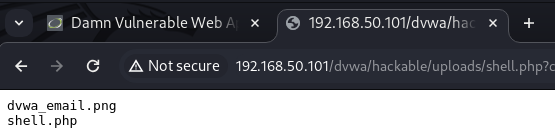 Damn Vulnerable Web A
192.168.50.101/dvwa/hac
Not secure 192.168.50.101/dvwa/hackable/uploads/shell.php?c
dvwa_email.png
shell.php